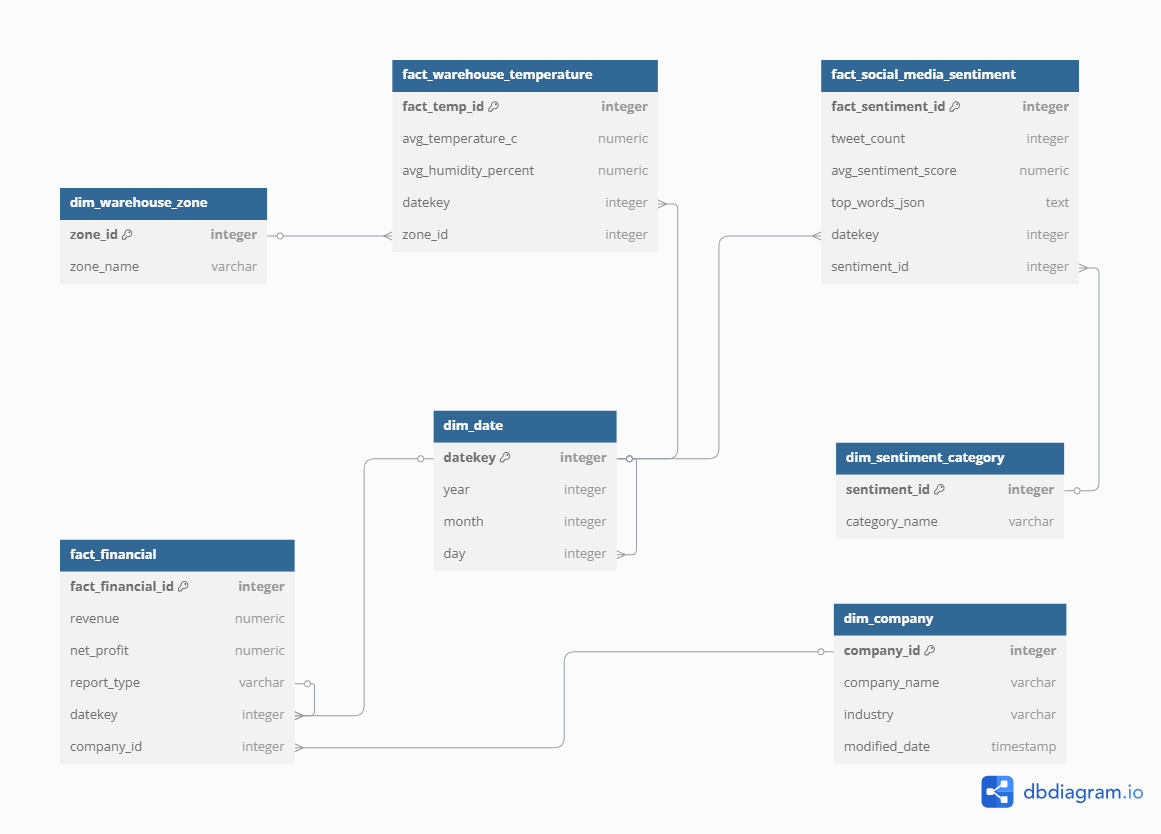 fact_warehouse_temperature
fact_temp_id integer
avg_temperature_c numeric
avg_humidity_percent numeric
datekey integer
zone_id integer
fact_social_media_sentiment
fact_sentiment_id integer
tweet_count integer
avg_sentiment_score numeric
top_words_json text
datekey integer
sentiment_id integer
dim_warehouse_zone
zone_id integer
zone_name varchar
dim_date
datekey integer
year integer
month integer
day integer
dim_sentiment_category
sentiment_id integer
category_name varchar
fact_financial
fact_financial_id integer
revenue numeric
net_profit numeric
report_type varchar
datekey integer
company_id integer
dim_company
company_id integer
company_name varchar
industry varchar
modified_date timestamp
dbdiagram.io